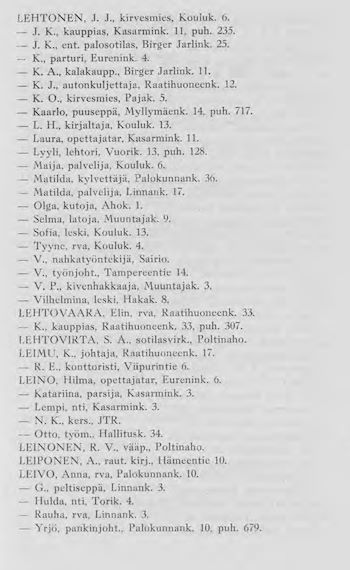 LEHTONEN, J. J., kirvesmies, Kouluk. 6.
— J. K., kauppias, Kasarmink. 11, puh. 235.
— J. K., ent. palosotilas, Birger Jarlink. 25.
— K., parturi, Eurenink. 4.
— K. A., kalakaupp., Birger Jarlink. 11.
— K. J., autonkuljettaja, Raatihuoneenk. 12.
— K. O., kirvesmies, Pajak. 5.
— Kaarlo, puuseppä, Myllymäenk. 14, puh. 717.
— L. H., kirjaltaja, Kouluk. 13.
— Laura, opettajatar, Kasarmink. 11.
— Lyyli, lehtori, Vuorik. 13, puh. 128.
— Maija, palvelija, Kouluk. 6.
— Matilda, kylvettäjä, Palokunnank. 36.
— Matilda, palvelija, Linnank. 17.
— Olga, kutoja, Ahok. 1.
— Selma, latoja, Muuntajak. 9.
— Sofia, leski, Kouluk. 13.
— Tyyne, rva, Kouluk. 4.
— V., nahkatyöntekijä, Sairio.
— V., työnjoht., Tampereentie 14.
— V. P., kivenhakkaaja, Muuntajak. 3.
— Vilhelmina, leski, Hakak. 8.
LEHTOVAARA, Elin, rva, Raatihuoneenk. 33.
— K., kauppias, Raatihuoneenk. 33, puh. 307.
LEHTOVIRTA, S. A., sotilasvirk., Poltinaho.
LEIMU, K., johtaja, Raatihuoneenk. 17.
— R. E., konttoristi, Viipurintie 6.
LEINO, Hilma, opettajatar, Eurenink. 6.
— Katariina, parsija, Kasarmink. 3.
— Lempi, nti, Kasarmink. 3.
— N. K., kers., JTR.
— Otto, työm., Hallitusk. 34.
LEINONEN, R. V., vääp., Poltinaho.
LEIPONEN, A., raut. kirj., Hämeentie 10.
LEIVO, Anna, rva, Palokunnank. 10.
— G., peltiseppä, Linnank. 3.
— Hulda, nti, Torik. 4.
— Rauha, rva, Linnank. 3.
— Yrjö, pankinjoht., Palokunnank. 10, puh. 679.